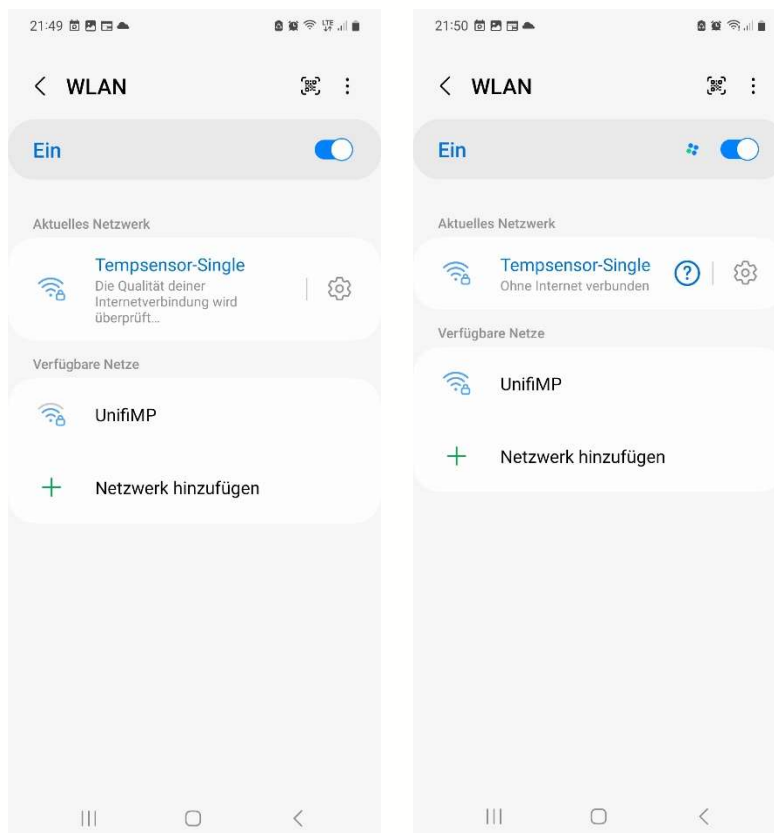 21:49
LTE
WLAN
Ein
Aktuelles Netzwerk
Tempsensor-Single
Die Qualität deiner
Internetverbindung wird
überprüft...
Verfügbare Netze
UnifiMP
Netzwerk hinzufügen
21:50
WLAN
Ein
Aktuelles Netzwerk
Tempsensor-Single
Ohne Internet verbunden
?
Verfügbare Netze
UnifiMP
Netzwerk hinzufügen